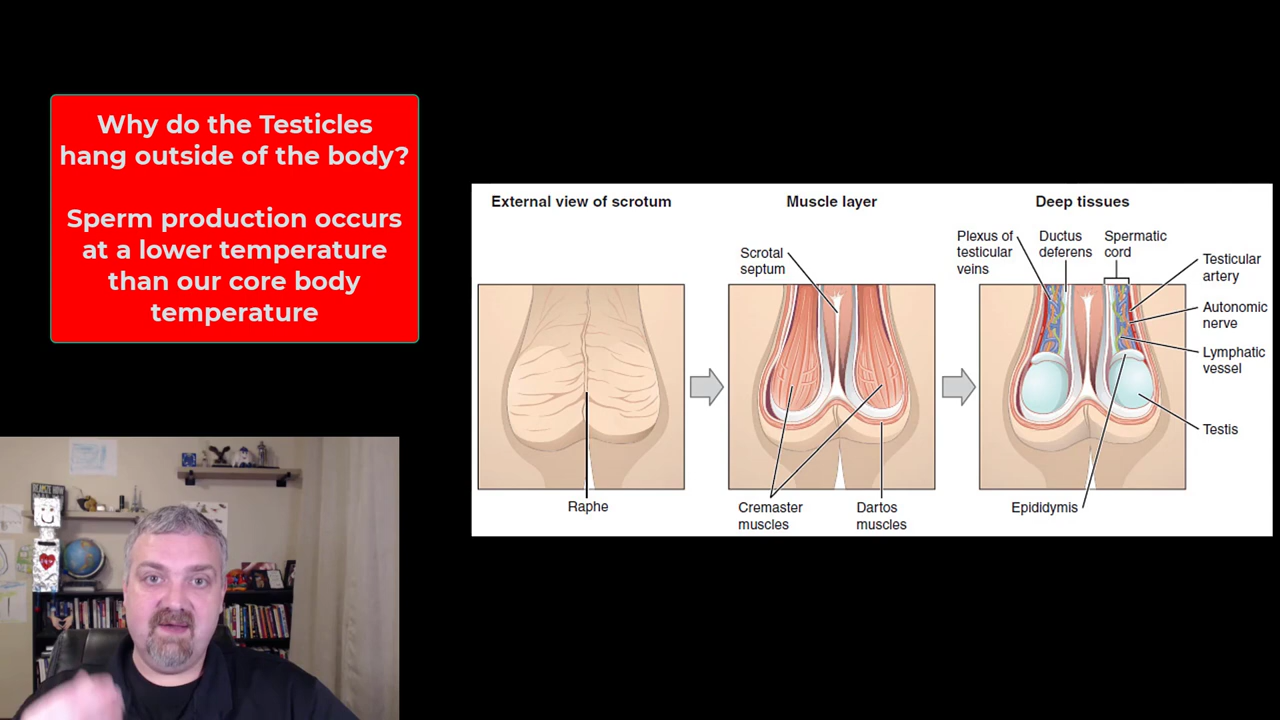 Why do the Testicles
hang outside of the body?
Sperm production occurs
at a lower temperature
than our core body
temperature
External view of scrotum
Raphe
Muscle layer
Scrotal
septum
Cremaster
muscles
Dartos
muscles
Deep tissues
Plexus of
testicular
veins
Ductus
deferens
Spermatic
cord
Testicular
artery
Autonomic
nerve
Lymphatic
vessel
Testis
Epididymis